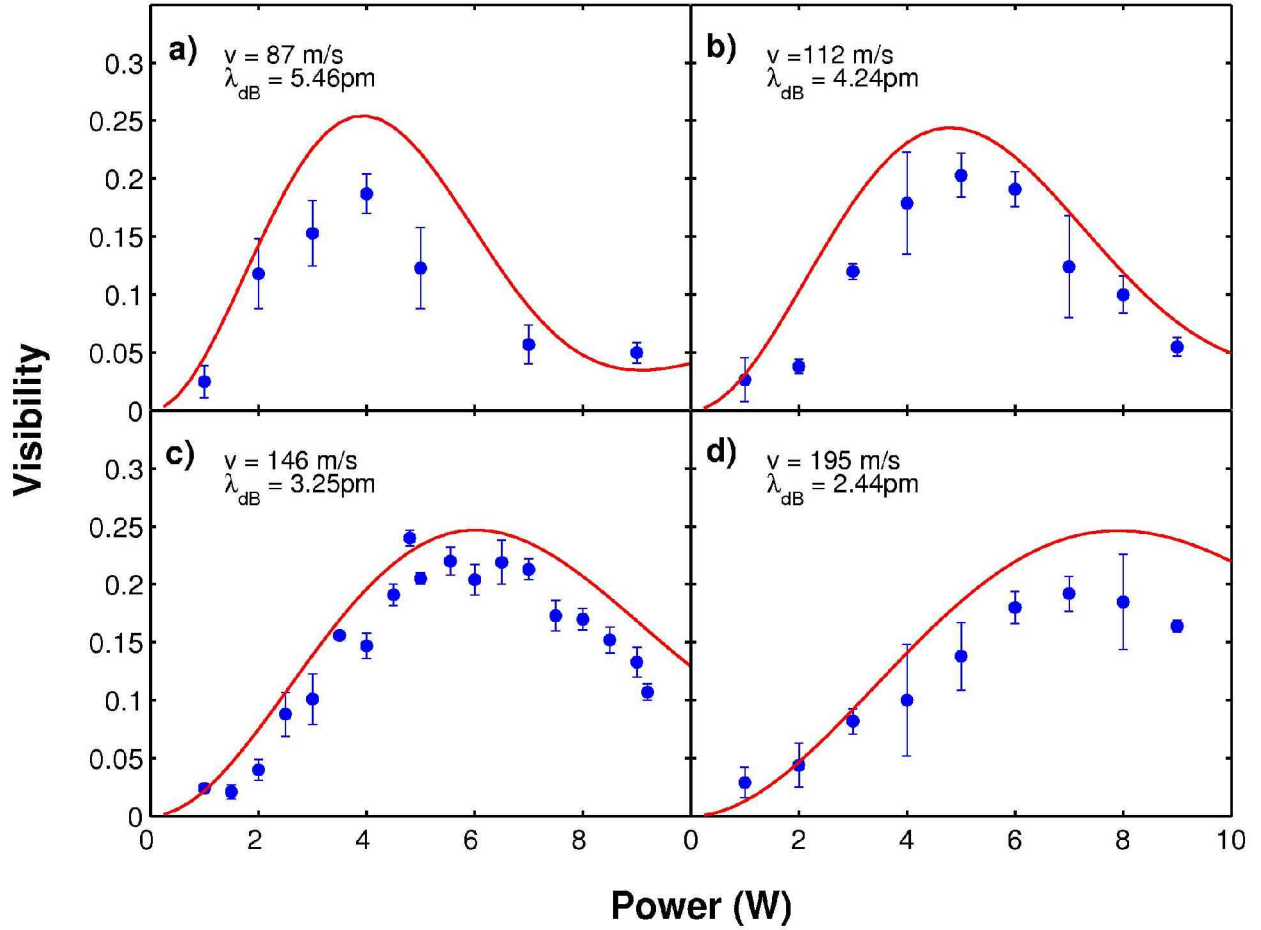 a)
v = 87 m/s
λdB = 5.46pm
b)
v =112 m/s
λdB = 4.24pm
0.3
0.25
0.2
0.15
0.1
0.05
0
c)
v = 146 m/s
λdB = 3.25pm
d)
v = 195 m/s
λdB = 2.44pm
0.3
0.25
0.2
0.15
0.1
0.05
0
Visibility
0 2 4 6 8 0 2 4 6 8 10
Power (W)